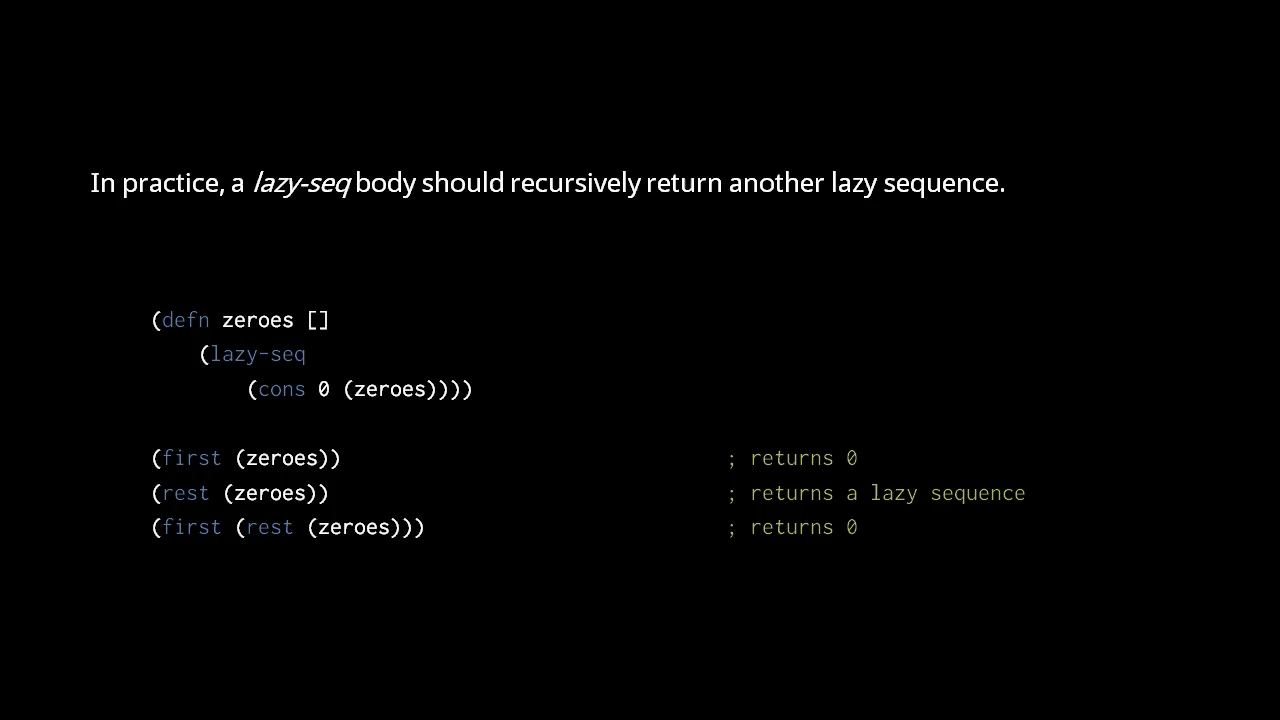 In practice, a lazy-seq body should recursively return another lazy sequence.
(defn zeroes []
(lazy-seq
(cons 0 (zeroes))))
(first (zeroes)) ; returns 0
(rest (zeroes)) ; returns a lazy sequence
(first (rest (zeroes))) ; returns 0